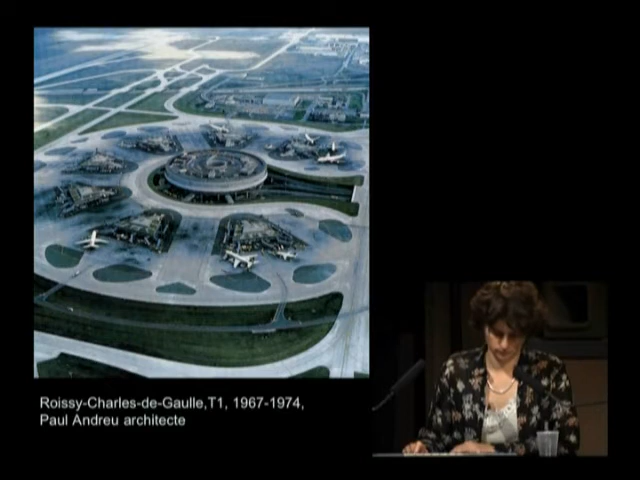 Roissy-Charles-de-Gaulle,T1, 1967-1974,
Paul Andreu architecte